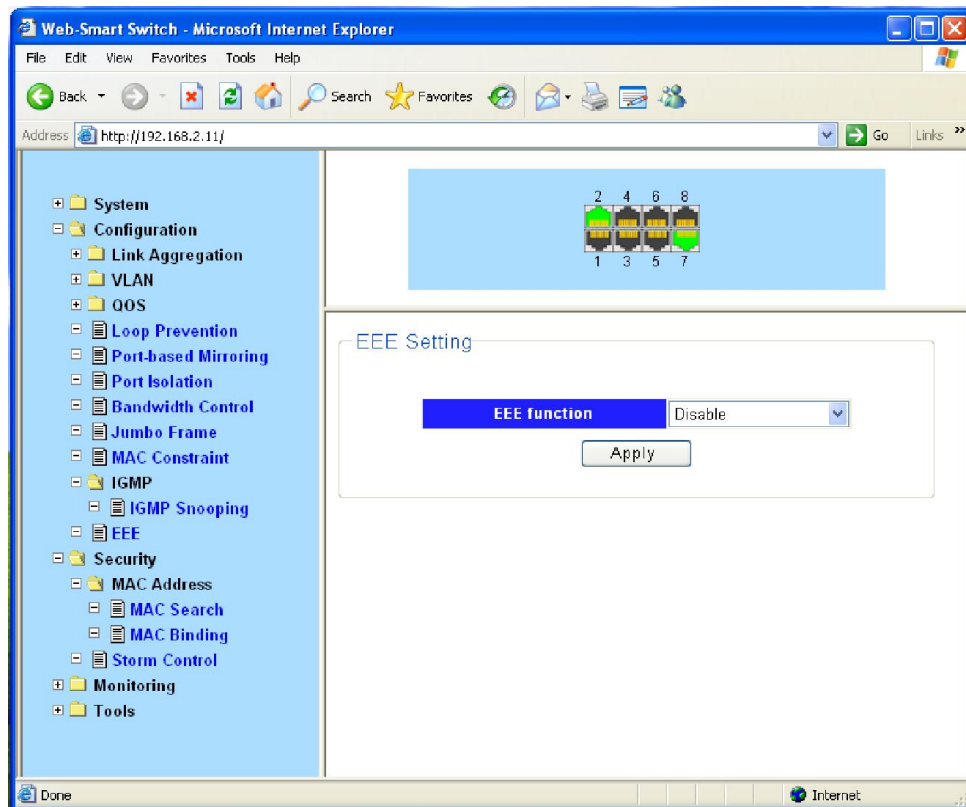 Web-Smart Switch - Microsoft Internet Explorer
File Edit View Favorites Tools Help
Back Search Favorites
Address http://192.168.2.11/ Go Links »
System
Configuration
Link Aggregation
VLAN
QOS
Loop Prevention
Port-based Mirroring
Port Isolation
Bandwidth Control
Jumbo Frame
MAC Constraint
IGMP
IGMP Snooping
EEE
Security
MAC Address
MAC Search
MAC Binding
Storm Control
Monitoring
Tools
2 4 6 8
1 3 5 7
EEE Setting
EEE function Disable
Apply
Done Internet